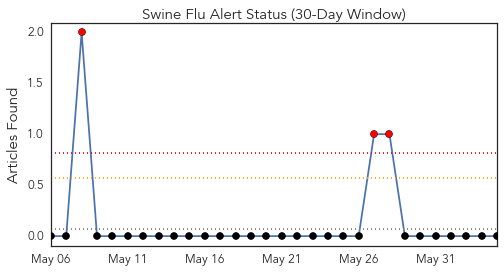 Swine Flu Alert Status (30-Day Window)
Articles Found
2.0
1.5
1.0
0.5
0.0
May 06 May 11 May 16 May 21 May 26 May 31